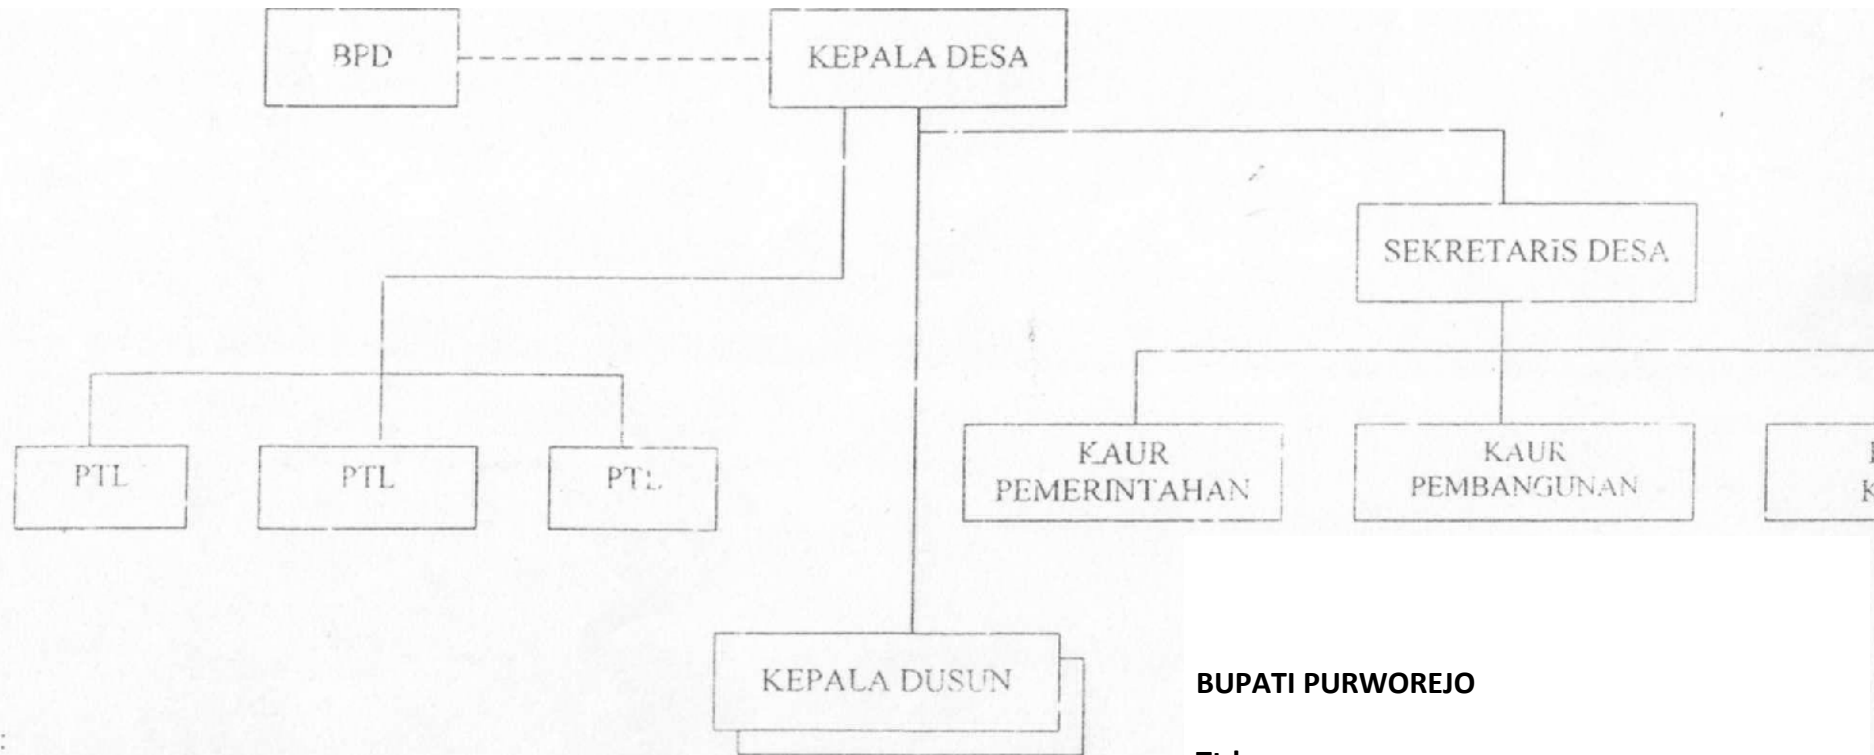 BPD
KEPALA DESA
SEKRETARiS DESA
PTL
PTL
PTL
KAUR
PEMERINTAHAN
KAUR
PEMBANGUNAN
K
KEPALA DUSUN
BUPATI PURWOREJO
: